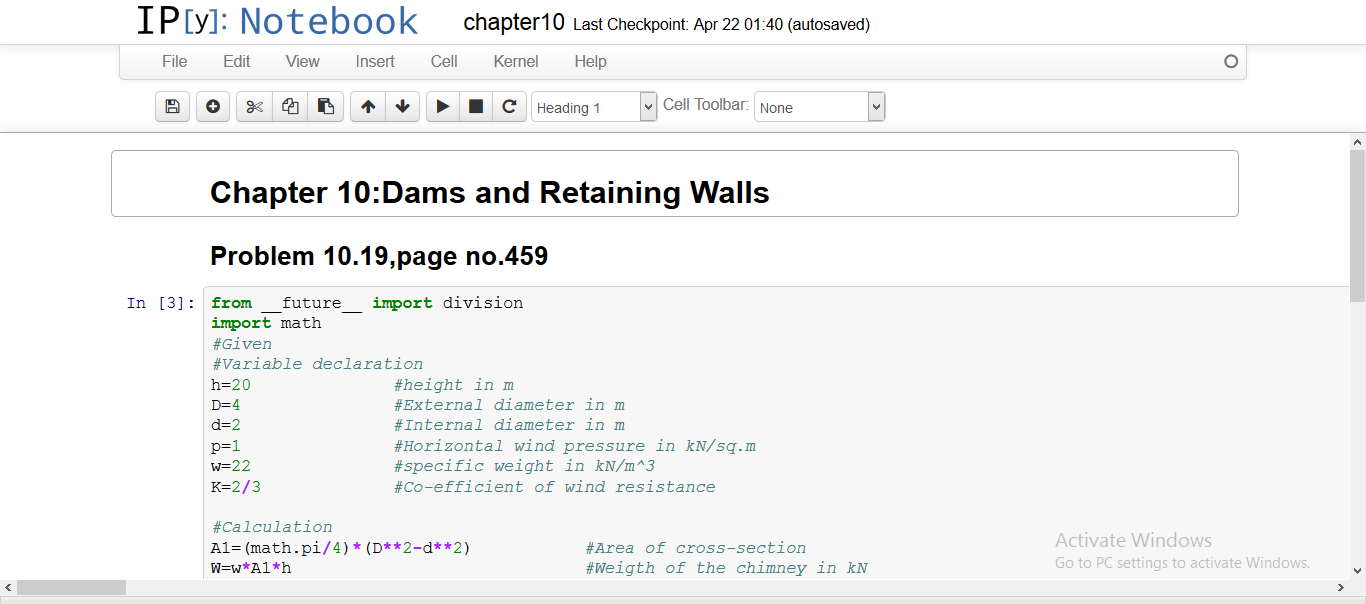 IP[y]: Notebook chapter10 Last Checkpoint: Apr 22 01:40 (autosaved)
File Edit View Insert Cell Kernel Help
Heading 1 Cell Toolbar: None
Chapter 10:Dams and Retaining Walls
Problem 10.19,page no.459
In [3]: from __future__ import division
import math
#Given
#Variable declaration
h=20 #height in m
D=4 #External diameter in m
d=2 #Internal diameter in m
p=1 #Horizontal wind pressure in kN/sq.m
w=22 #specific weight in kN/m^3
K=2/3 #Co-efficient of wind resistance
#Calculation
A1=(math.pi/4)*(D**2-d**2) #Area of cross-section
W=w*A1*h #Weigth of the chimney in kN
Activate Windows
Go to PC settings to activate Windows.